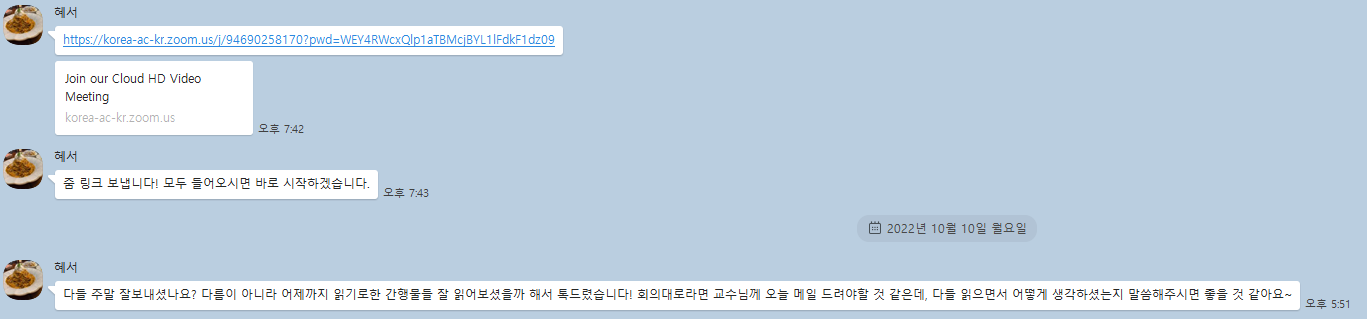 혜서
https://korea-ac-kr.zoom.us/j/94690258170?pwd=WEY4RWcxQlp1aTBMcjBYL1lFdkF1dz09
Join our Cloud HD Video
Meeting
korea-ac-kr.zoom.us
오후 7:42
혜서
줌 링크 보냅니다! 모두 들어오시면 바로 시작하겠습니다.
오후 7:43
2022년 10월 10일 월요일
혜서
다들 주말 잘보내셨나요? 다름이 아니라 어제까지 읽기로한 간행물들 잘 읽어보셨을까 해서 톡드렸습니다! 회의대로라면 교수님께 오늘 메일 드려야할 것 같은데, 다들 읽으면서 어떻게 생각하셨는지 말씀해주시면 좋을 것 같아요~
오후 5:51